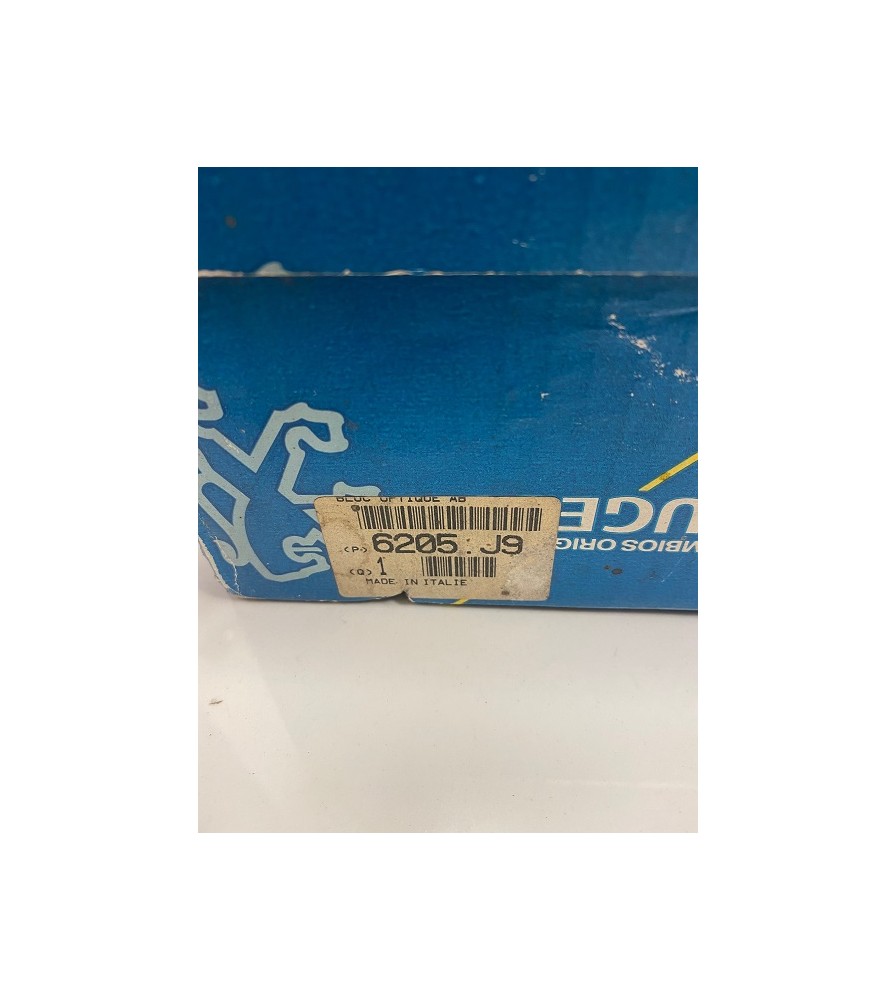 BLOC OPTIQUE AB
<P> 6205.J9
<Q> 1
MADE IN ITALIE
UGE
MBIOS ORIG